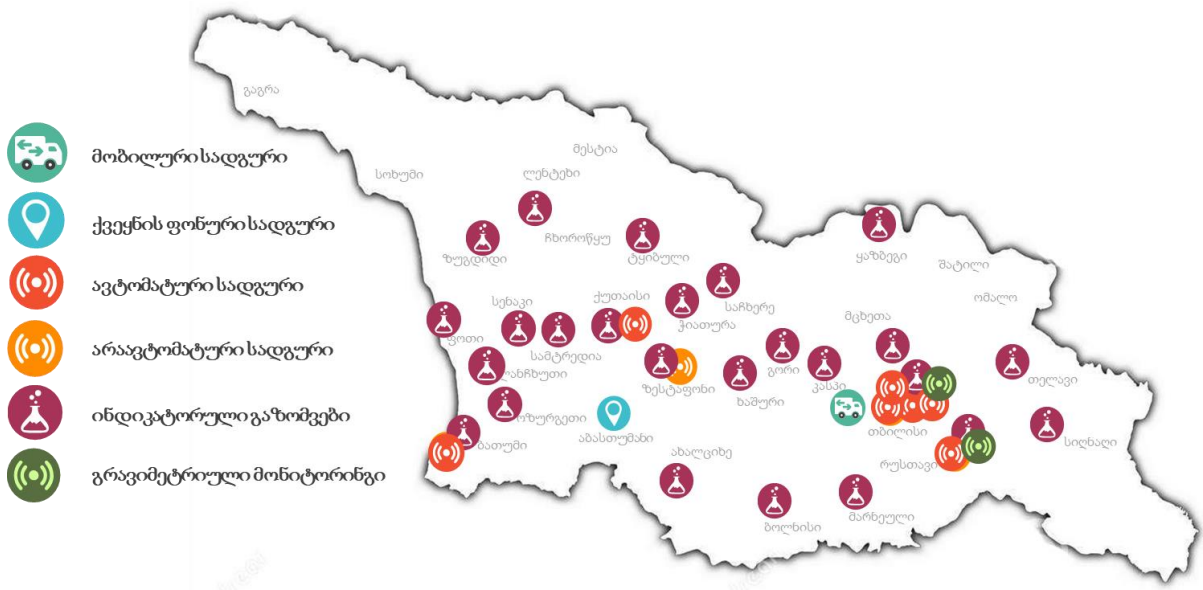 გაგრა
მესტია
მობილური სადგური
სოხუმი
ლენტეხი
ქვეყნის ფონური სადგური
ჩხოროწყუ
ზუგდიდი
ტყიბული
ყაზბეგი
შატილი
ავტომატური სადგური
ომალო
სენაკი
ქუთაისი
საჩხერე
მცხეთა
ჭიათურა
ფოთი
არაავტომატური სადგური
სამტრედია
ლანჩხუთი
ზესტაფონი
ხაშური
გორი
კასპი
თელავი
ინდიკატორული გაზომვები
ოზურგეთი
თბილისი
ბათუმი
აბასთუმანი
სიღნაღი
ახალციხე
რუსთავი
გრავიმეტრიული მონიტორინგი
მარნეული
ბოლნისი